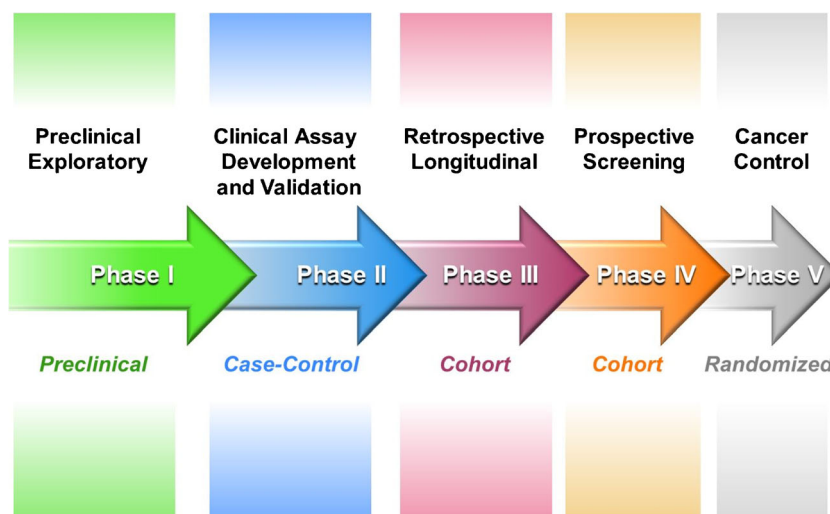 Preclinical
Exploratory
Clinical Assay
Development
and Validation
Retrospective
Longitudinal
Prospective
Screening
Cancer
Control
Phase I
Phase II
Phase III
Phase IV
Phase V
Preclinical
Case-Control
Cohort
Cohort
Randomized